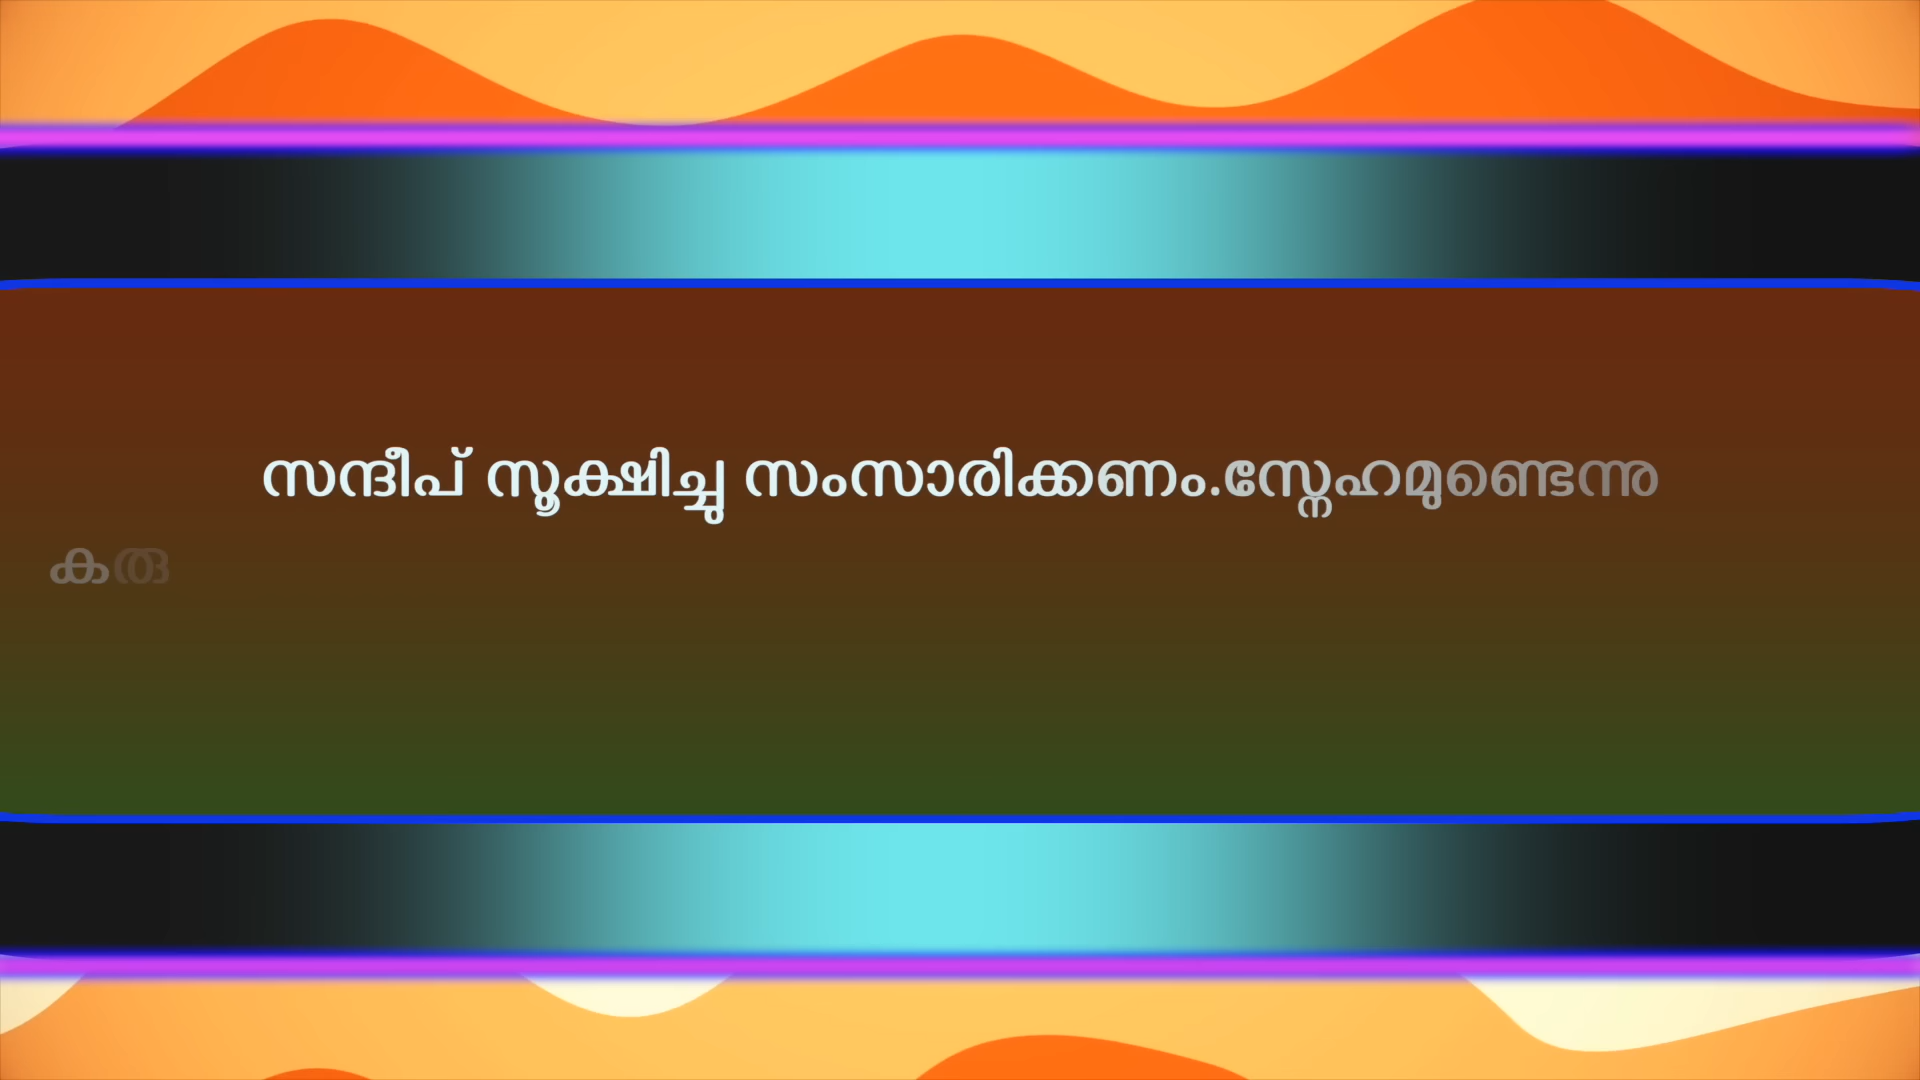 സന്ദീപ് സൂക്ഷിച്ചു സംസാരിക്കണം.സ്നേഹമുണ്ടെന്നു
കരു